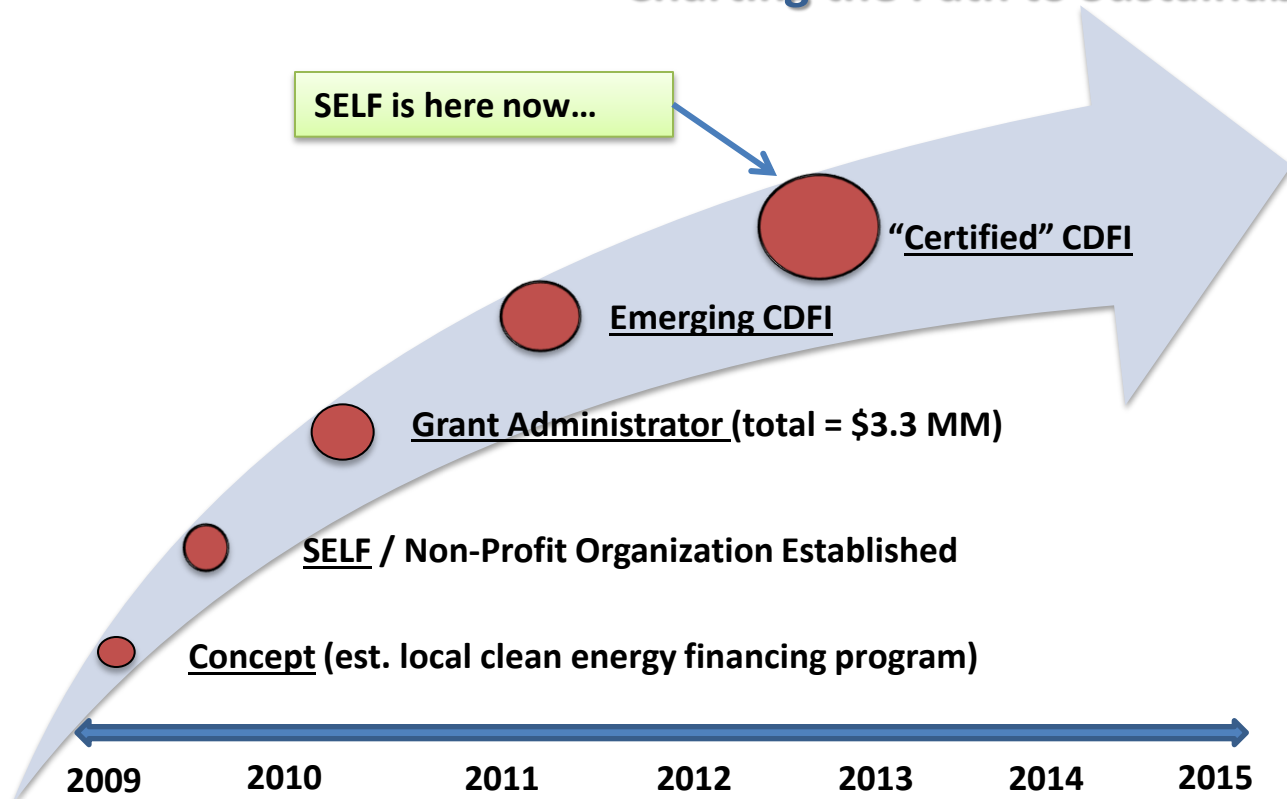 SELF is here now…
“Certified” CDFI
Emerging CDFI
Grant Administrator (total = $3.3 MM)
SELF / Non-Profit Organization Established
Concept (est. local clean energy financing program)
2009 2010 2011 2012 2013 2014 2015